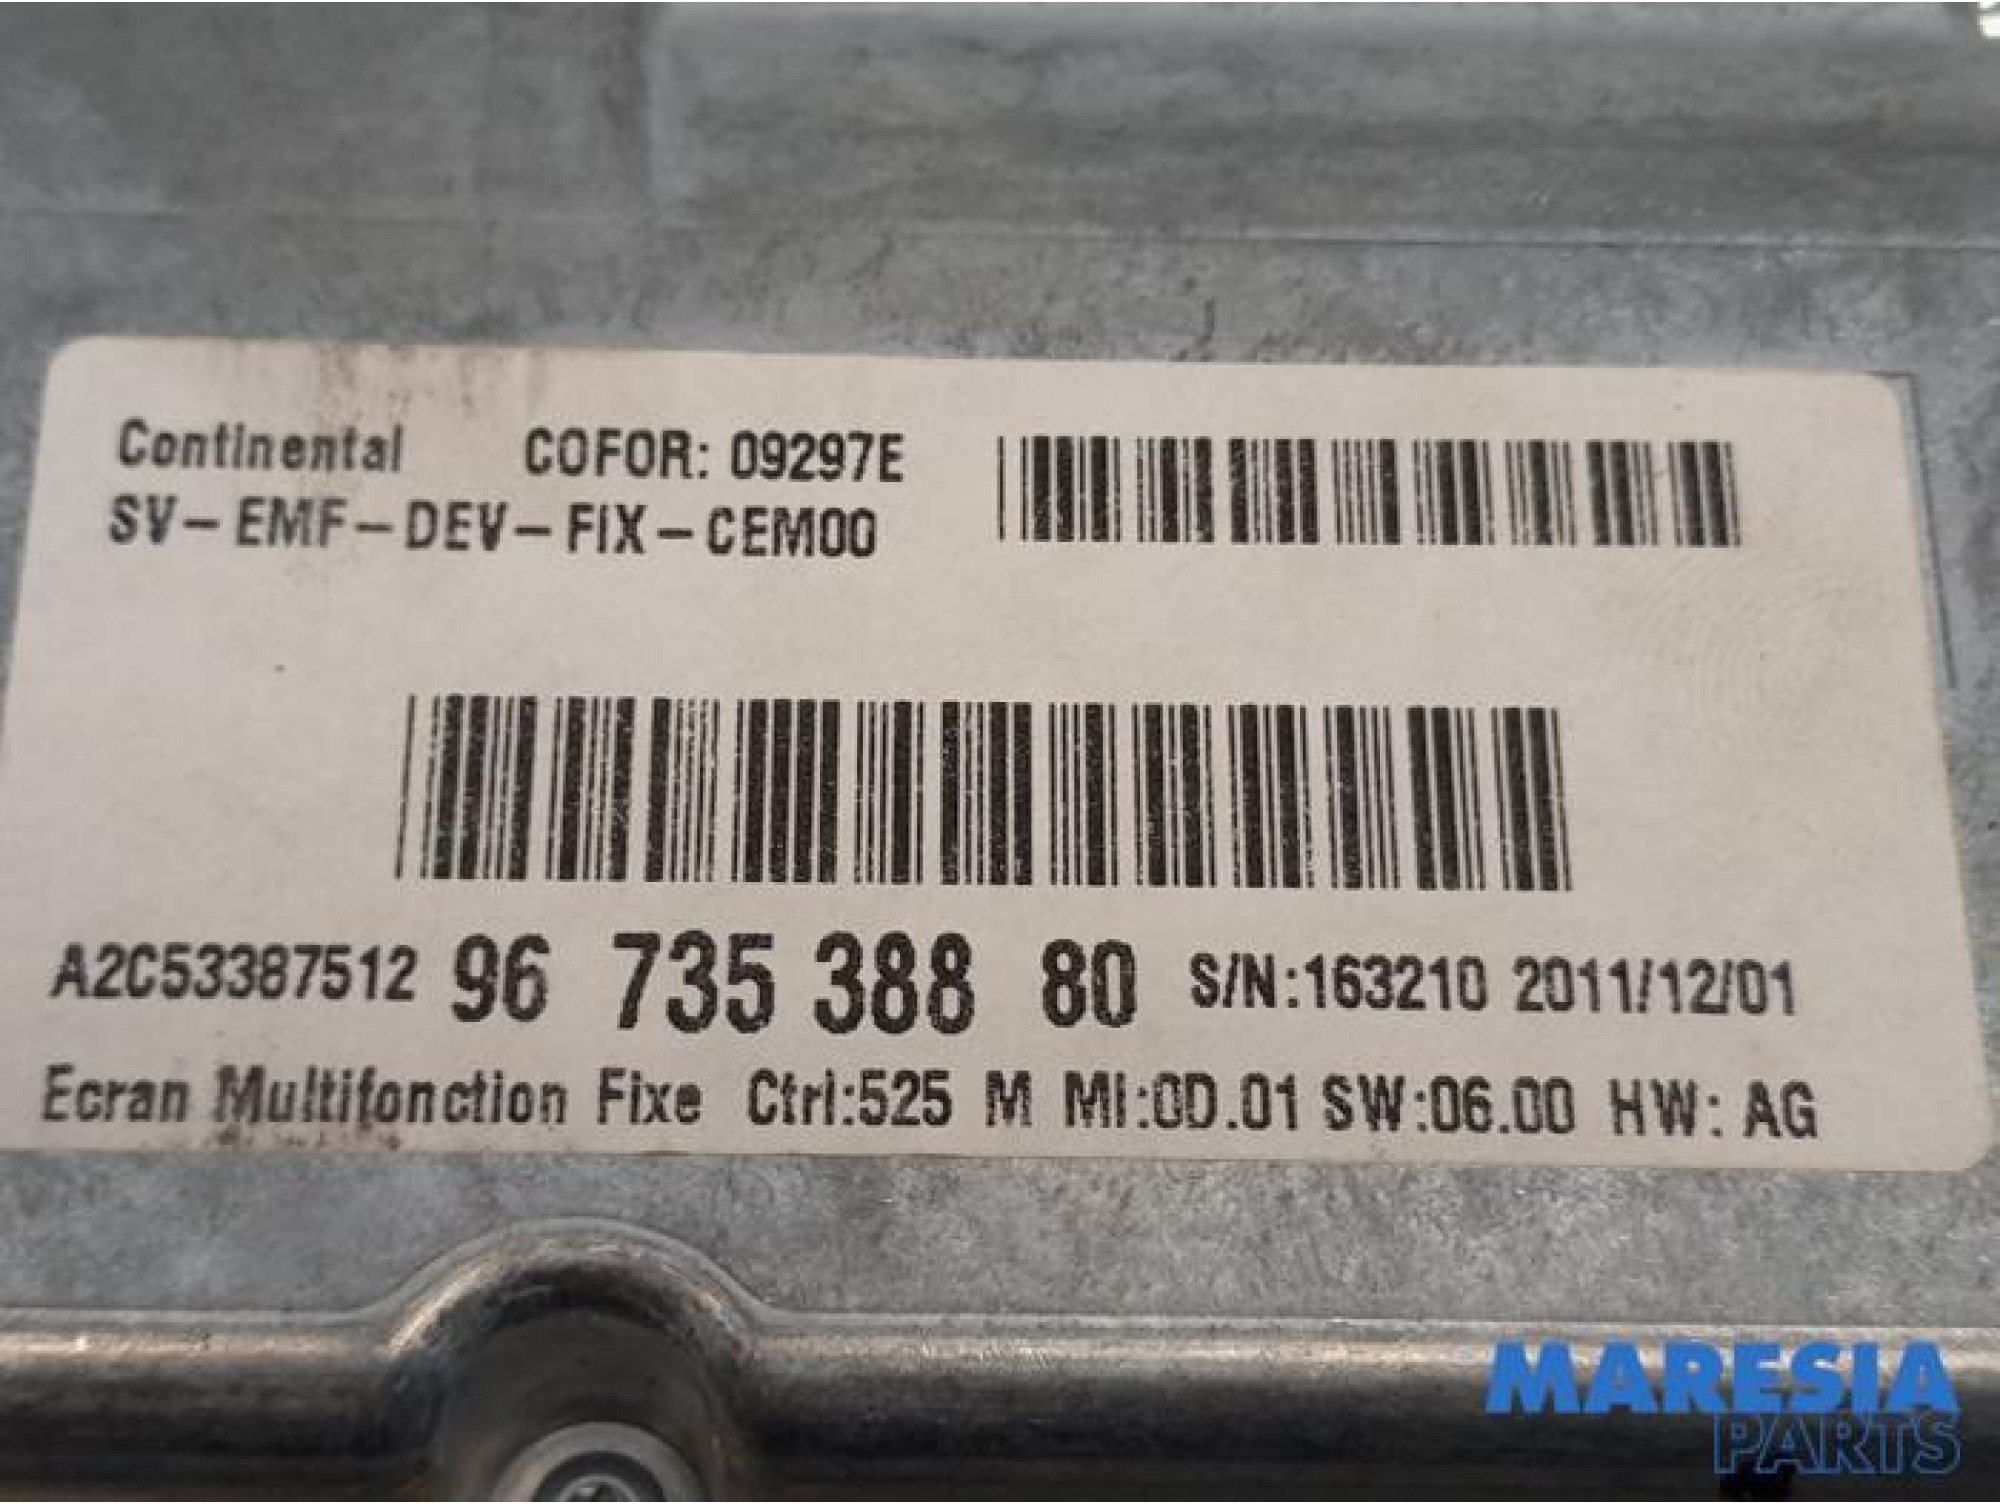 Continental COFOR: 09297E
SV-EMF-DEV-FIX-CEM00
A2C53387512 96 735 388 80 S/N:163210 2011/12/01
Ecran Multifonction Fixe Ctrl:525 M MI:0D.01 SW:06.00 HW: AG
MARESIA
PARTS